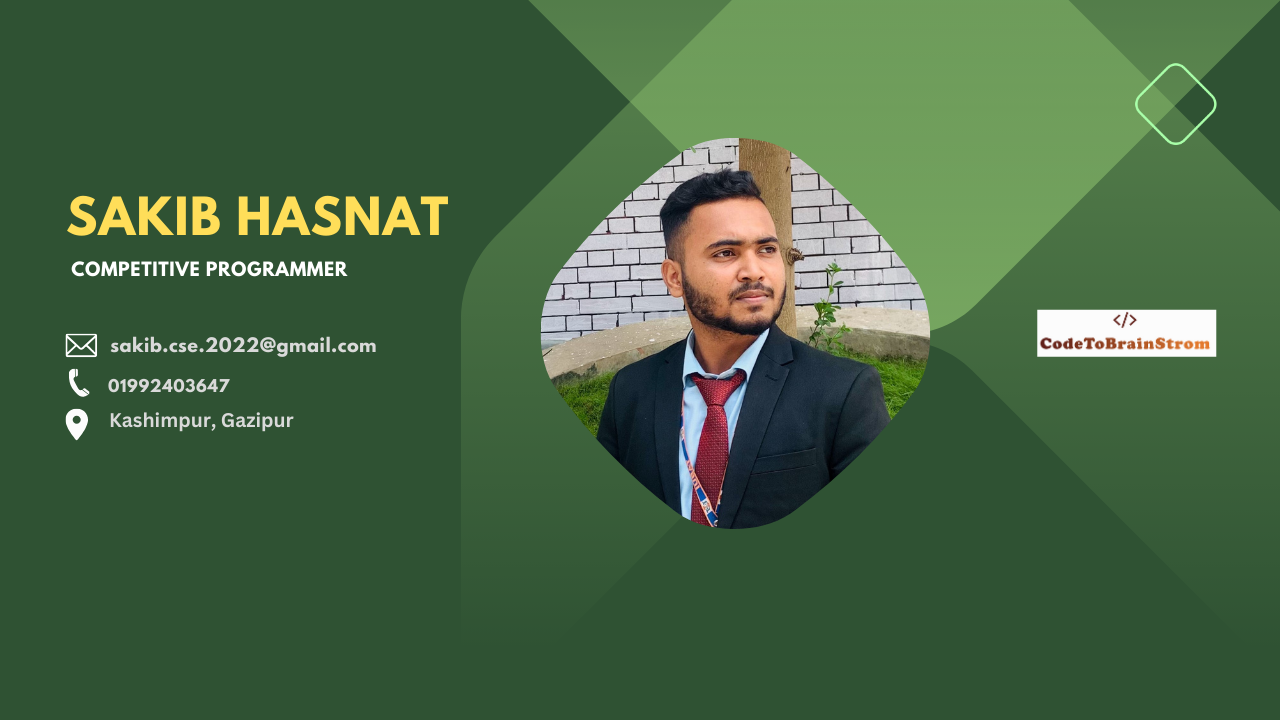 SAKIB HASNAT
COMPETITIVE PROGRAMMER
sakib.cse.2022@gmail.com
01992403647
Kashimpur, Gazipur
</>
CodeToBrainStrom